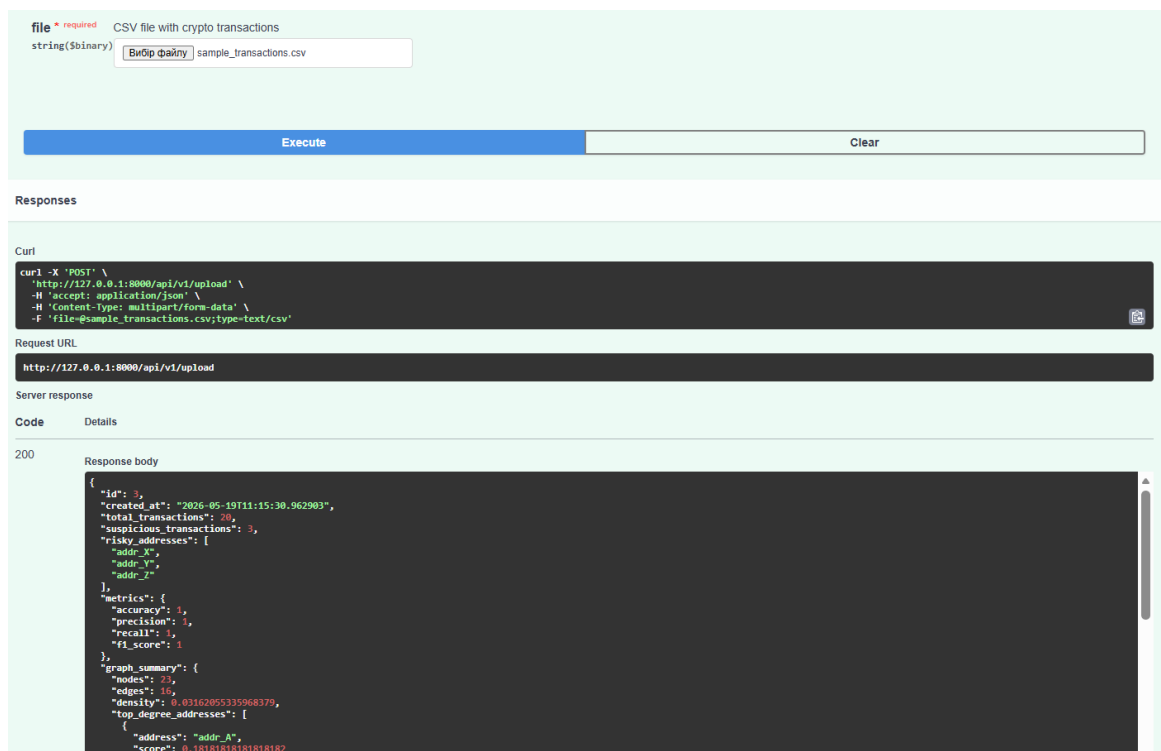 file * required CSV file with crypto transactions
string($binary) Вибір файлу sample_transactions.csv
Execute Clear
Responses
Curl
curl -X 'POST' \
'http://127.0.0.1:8000/api/v1/upload' \
-H 'accept: application/json' \
-H 'Content-Type: multipart/form-data' \
-F 'file=@sample_transactions.csv;type=text/csv'
Request URL
http://127.0.0.1:8000/api/v1/upload
Server response
Code Details
200
Response body
{
"id": 3,
"created_at": "2026-05-19T11:15:30.962903",
"total_transactions": 20,
"suspicious_transactions": 3,
"risky_addresses": [
"addr_X",
"addr_Y",
"addr_Z"
],
"metrics": {
"accuracy": 1,
"precision": 1,
"recall": 1,
"f1_score": 1
},
"graph_summary": {
"nodes": 23,
"edges": 16,
"density": 0.03162055335968379,
"top_degree_addresses": [
{
"address": "addr_A",
"score": 0.18181818181818182